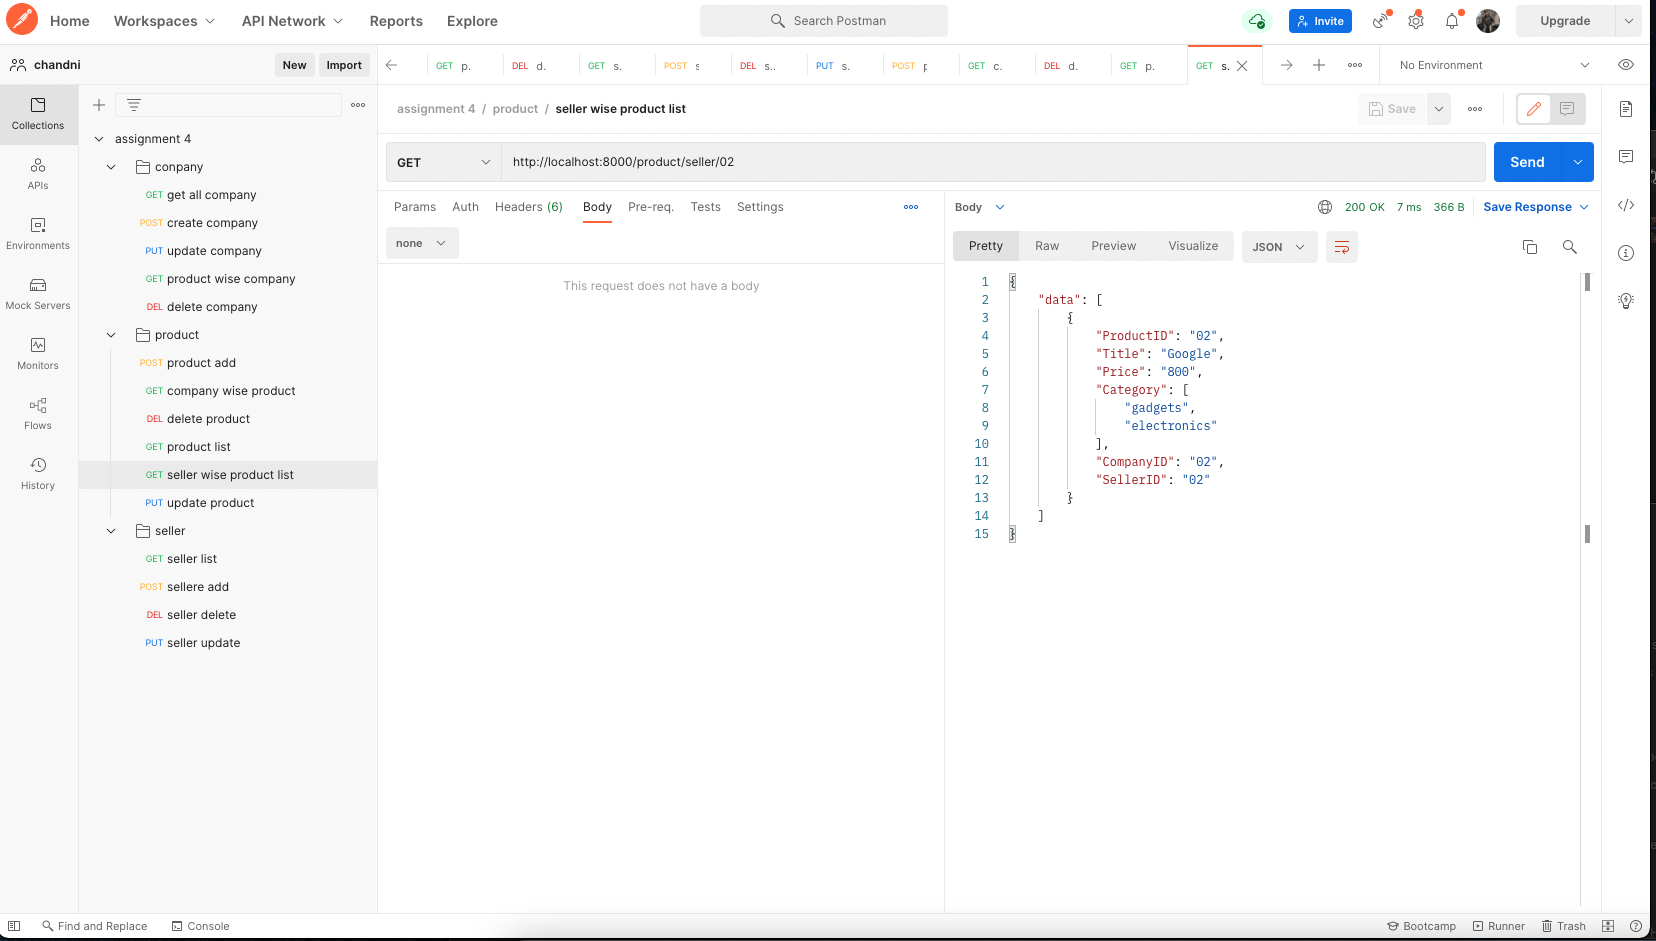 Home Workspaces API Network Reports Explore Search Postman Invite Upgrade
chandni New Import
GET p. DEL d. GET s. POST s DEL s.. PUT s. POST GET c. DEL d. GET p. GET s. No Environment
Collections
APIs
Environments
Mock Servers
Monitors
Flows
History
assignment 4
conpany
GET get all company
POST create company
PUT update company
GET product wise company
DEL delete company
product
POST product add
GET company wise product
DEL delete product
GET product list
GET seller wise product list
PUT update product
seller
GET seller list
POST sellere add
DEL seller delete
PUT seller update
assignment 4 / product / seller wise product list Save
GET http://localhost:8000/product/seller/02 Send
Params Auth Headers (6) Body Pre-req. Tests Settings
none
This request does not have a body
Body 200 OK 7 ms 366 B Save Response
Pretty Raw Preview Visualize JSON
1 {
2 "data": [
3 {
4 "ProductID": "02",
5 "Title": "Google",
6 "Price": "800",
7 "Category": [
8 "gadgets",
9 "electronics"
10 ],
11 "CompanyID": "02",
12 "SellerID": "02"
13 }
14 ]
15 }
Find and Replace Console Bootcamp Runner Trash